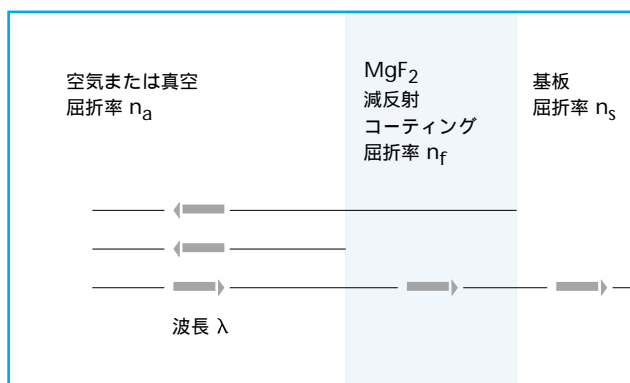 空気または真空
屈折率 na
MgF2
減反射
コーティング
屈折率 nf
基板
屈折率 ns
波長 λ